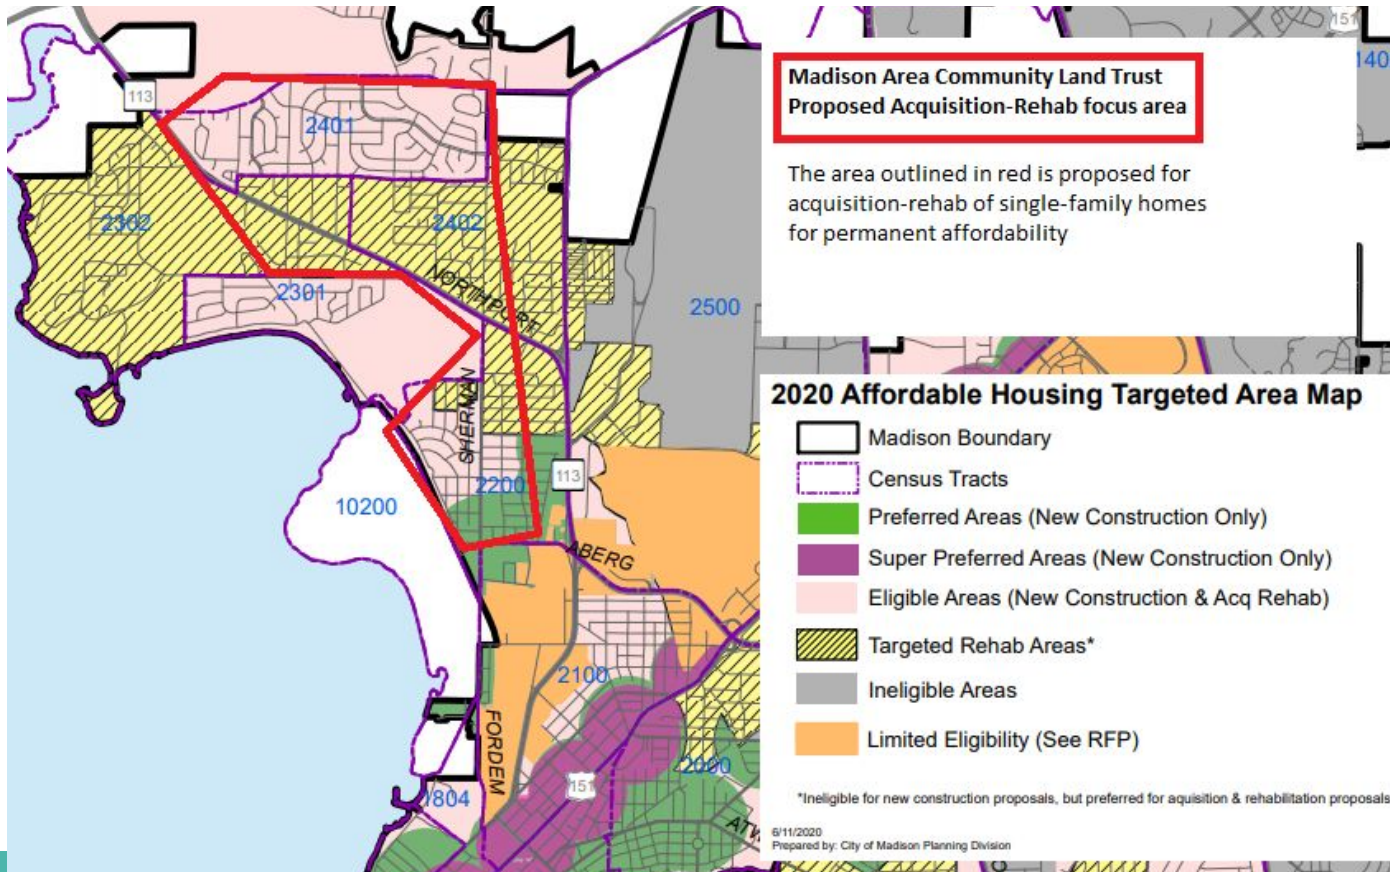 151
140
Madison Area Community Land Trust
Proposed Acquisition-Rehab focus area
The area outlined in red is proposed for
acquisition-rehab of single-family homes
for permanent affordability
113
2401
2302
2402
NORTHPORT
2301
2500
SHERMAN
113
2200
10200
ABERG
2100
FORDEM
151
2000
1804
2020 Affordable Housing Targeted Area Map
Madison Boundary
Census Tracts
Preferred Areas (New Construction Only)
Super Preferred Areas (New Construction Only)
Eligible Areas (New Construction & Acq Rehab)
Targeted Rehab Areas*
Ineligible Areas
Limited Eligibility (See RFP)
*Ineligible for new construction proposals, but preferred for aquisition & rehabilitation proposals
6/11/2020
Prepared by: City of Madison Planning Division